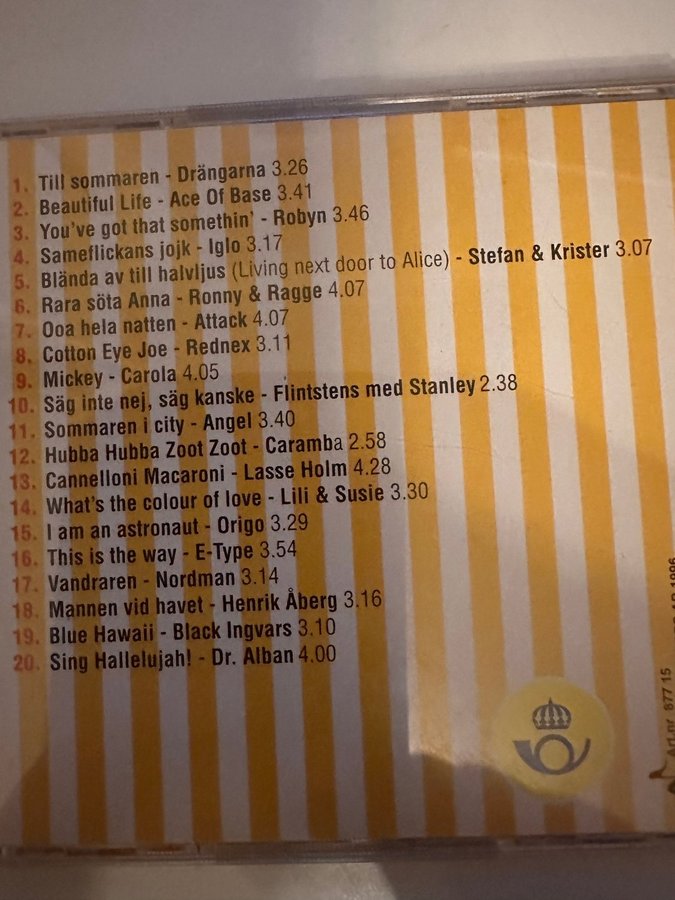 1. Till sommaren - Drängarna 3.26
2. Beautiful Life - Ace Of Base 3.41
3. You've got that somethin' - Robyn 3.46
4. Sameflickans jojk - Iglo 3.17
5. Blända av till halvljus (Living next door to Alice) - Stefan & Krister 3.07
6. Rara söta Anna - Ronny & Ragge 4.07
7. Ooa hela natten - Attack 4.07
8. Cotton Eye Joe - Rednex 3.11
9. Mickey - Carola 4.05
10. Säg inte nej, säg kanske - Flintstens med Stanley 2.38
11. Sommaren i city - Angel 3.40
12. Hubba Hubba Zoot Zoot - Caramba 2.58
13. Cannelloni Macaroni - Lasse Holm 4.28
14. What's the colour of love - Lili & Susie 3.30
15. I am an astronaut - Origo 3.29
16. This is the way - E-Type 3.54
17. Vandraren - Nordman 3.14
18. Mannen vid havet - Henrik Åberg 3.16
19. Blue Hawaii - Black Ingvars 3.10
20. Sing Hallelujah! - Dr. Alban 4.00
Art.nr 877 15
1996